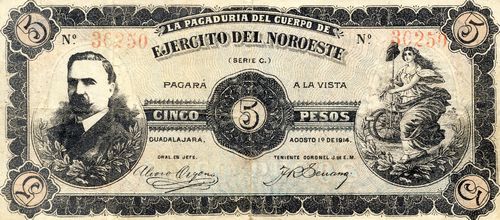 5 LA PAGADURIA DEL CUERPO DE 5
Nº 36250 EJERCITO DEL NOROESTE Nº 36250
(SERIE C.)
PAGARÁ A LA VISTA
CINCO 5 PESOS
GUADALAJARA, AGOSTO 1º DE 1914.
GRAL. EN JEFE. TENIENTE CORONEL J. DE E. M.
5 5